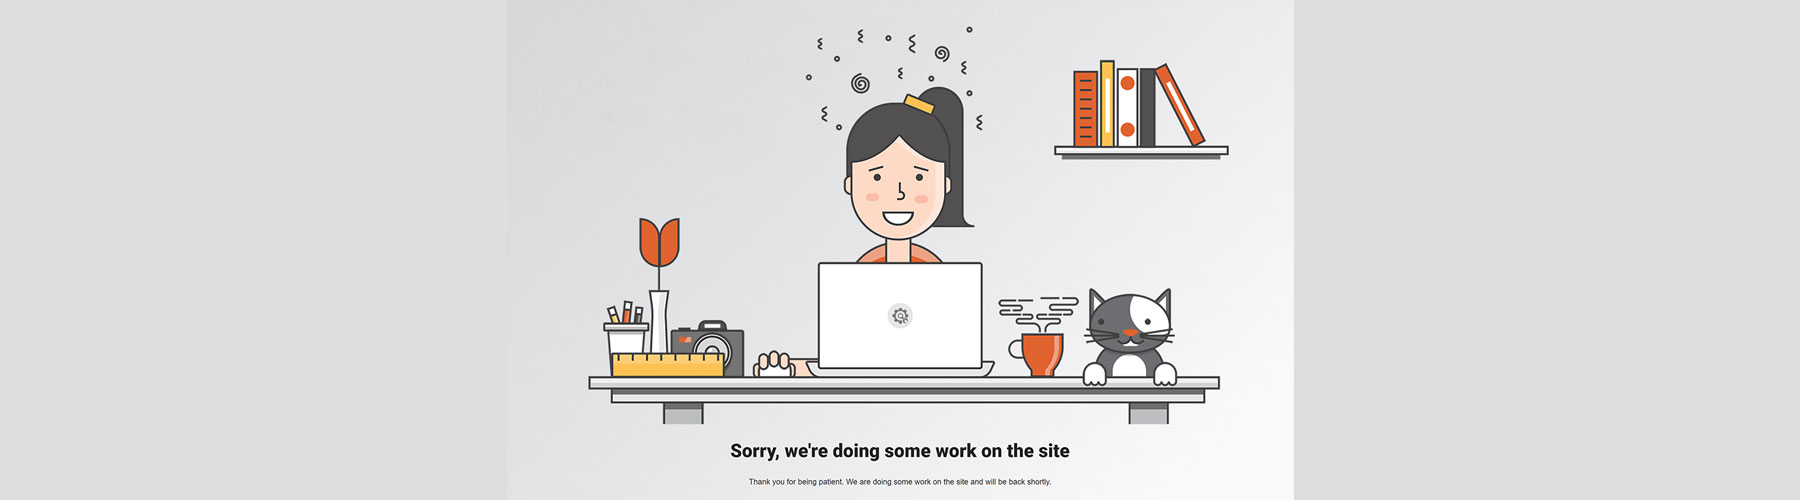 Sorry, we're doing some work on the site
Thank you for being patient. We are doing some work on the site and will be back shortly.